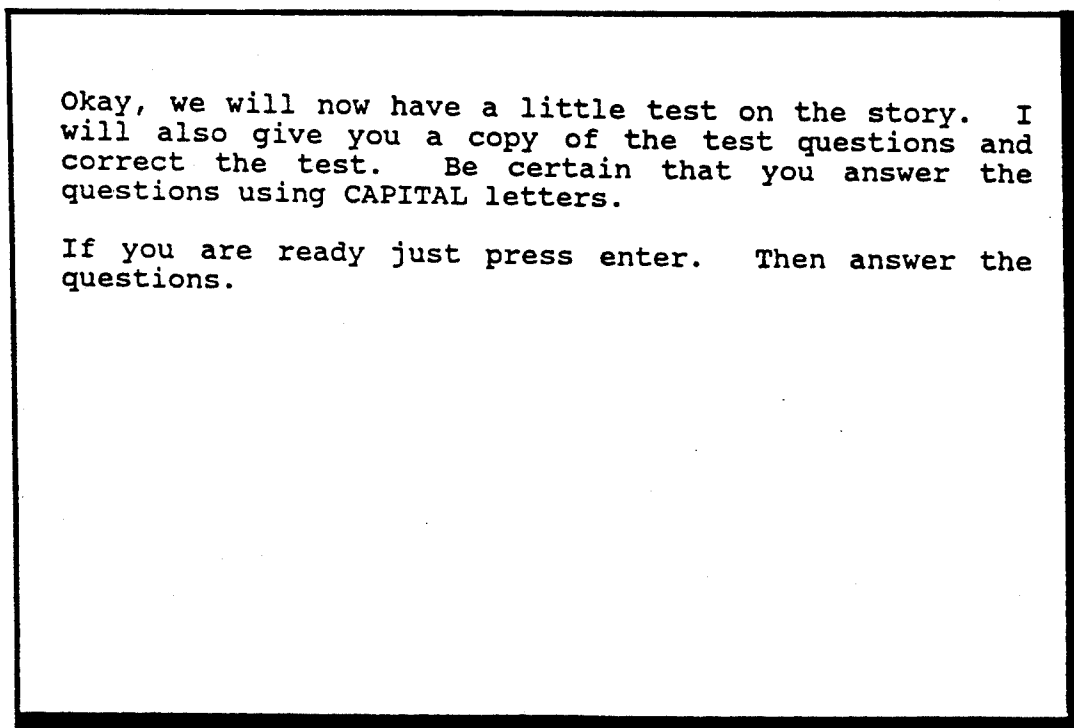 Okay, we will now have a little test on the story. I
will also give you a copy of the test questions and
correct the test. Be certain that you answer the
questions using CAPITAL letters.
If you are ready just press enter. Then answer the
questions.